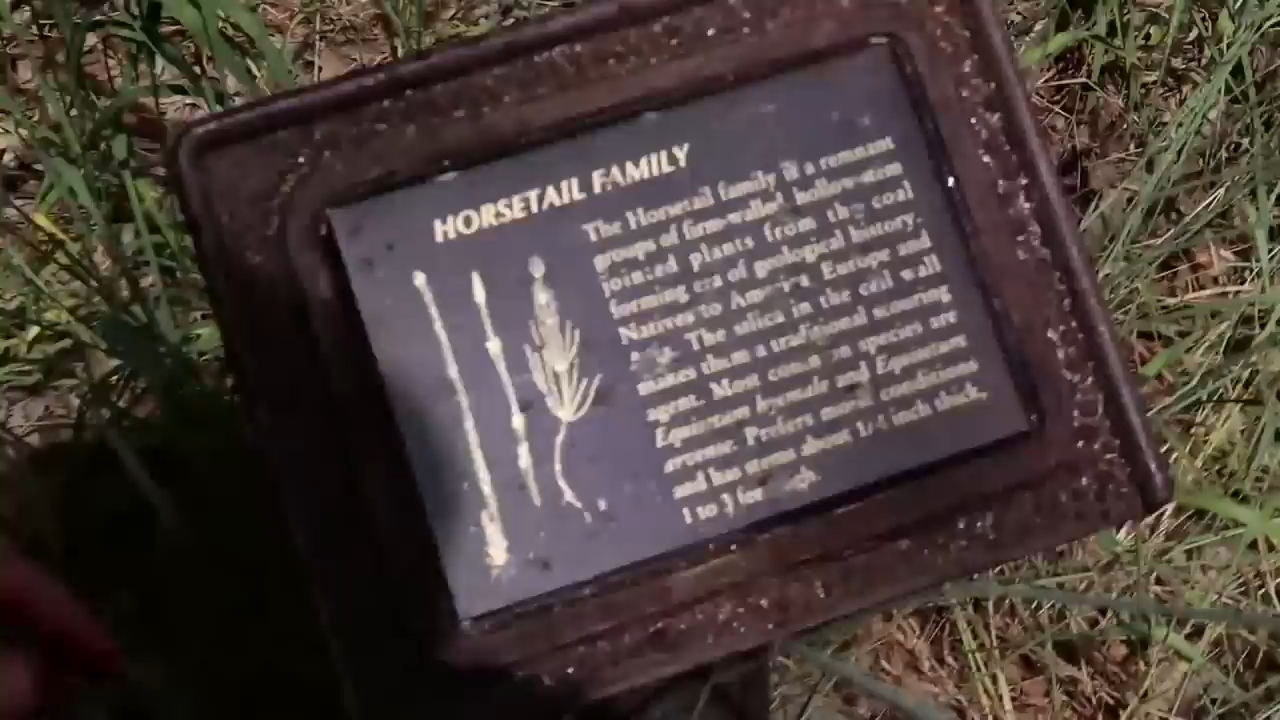 HORSETAIL FAMILY
The Horsetail family is a remnant
groups of firm-walled, hollow-stem
jointed plants from the coal
forming era of geological history.
Natives to America, Europe and
The silica in the cell wall
makes them a traditional scouring
agent. Most common species are
Equisetum hyemale and Equisetum
arvense. Prefers moist conditions
and has stems about 1/4 inch thick,
1 to 3 feet high.